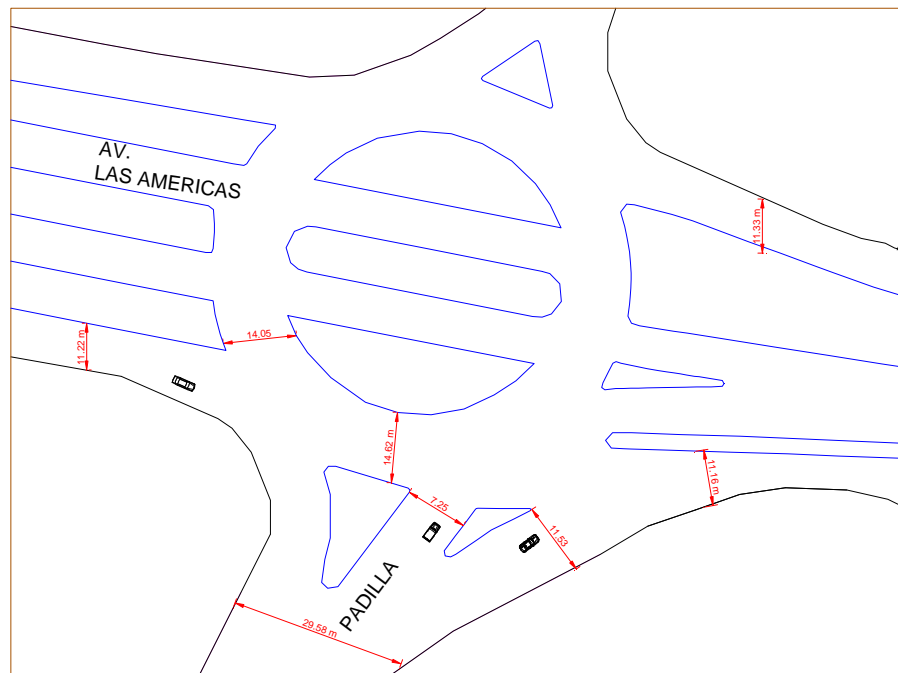 AV.
LAS AMERICAS
11.33 m
14.05
11.22 m
14.62 m
11.16 m
7.25
11.53
PADILLA
29.58 m